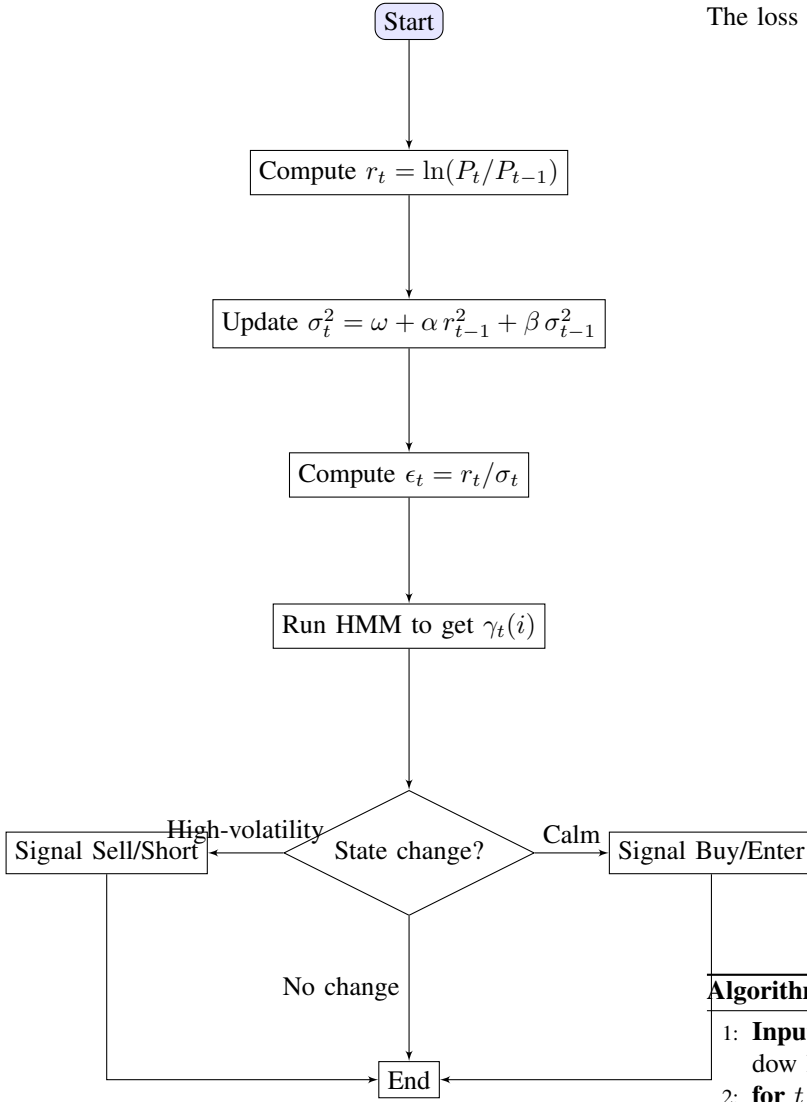 Start
The loss
Compute r_t = ln(P_t/P_{t−1})
Update σ_t^2 = ω + α r_{t−1}^2 + β σ_{t−1}^2
Compute ϵ_t = r_t/σ_t
Run HMM to get γ_t(i)
High-volatility
Calm
Signal Sell/Short
State change?
Signal Buy/Enter
No change
End
1:
dow
2: for t